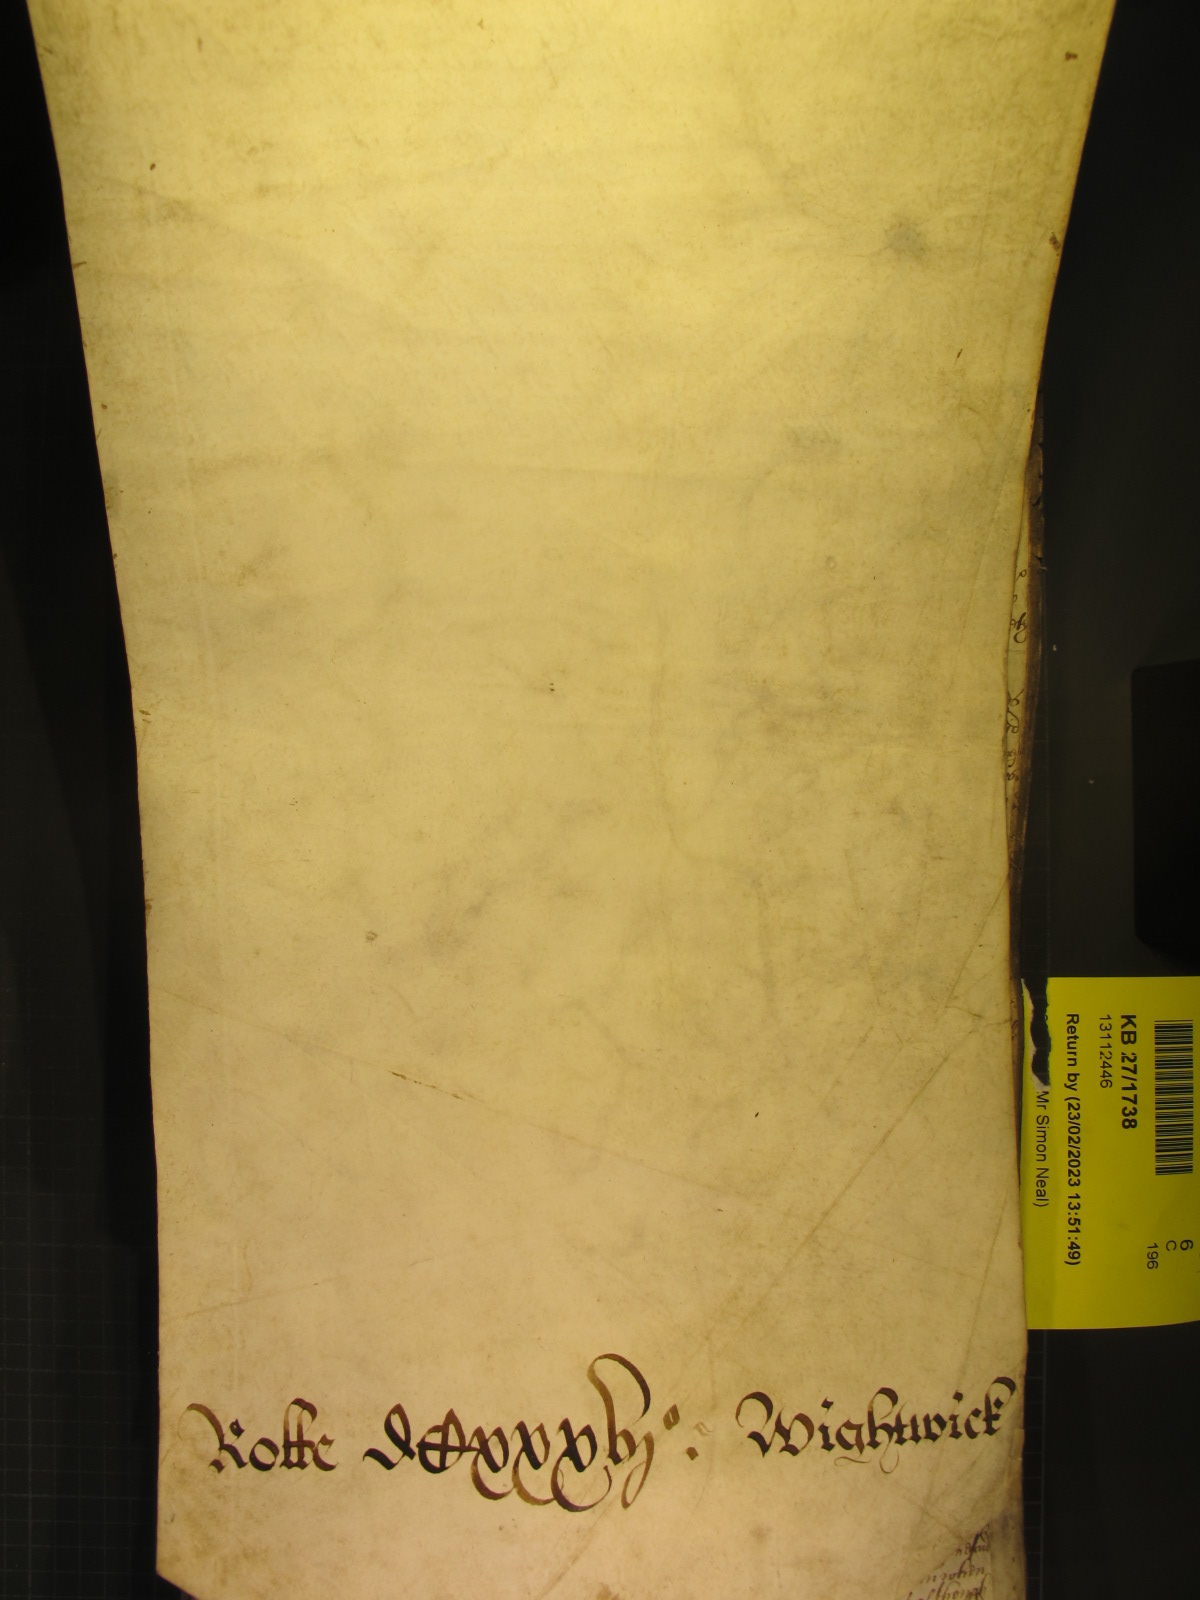 Rotte dCxxxvijº : Wightwick
KB 27/1738
13112446
Return by (23/02/2023 13:51:49)
Mr Simon Neal)
6
C
196